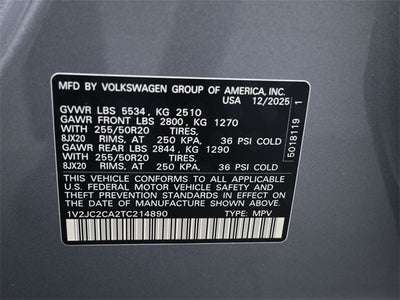 MFD BY VOLKSWAGEN GROUP OF AMERICA, INC.
USA 12/2025
GVWR LBS 5534, KG 2510
GAWR FRONT LBS 2800, KG 1270
WITH 255/50R20 TIRES,
8JX20 RIMS, AT 250 KPA, 36 PSI COLD
GAWR REAR LBS 2844, KG 1290
WITH 255/50R20 TIRES,
8JX20 RIMS, AT 250 KPA, 36 PSI COLD
THIS VEHICLE CONFORMS TO ALL APPLICABLE
U.S. FEDERAL MOTOR VEHICLE SAFETY
STANDARDS IN EFFECT ON THE DATE OF
MANUFACTURE SHOWN ABOVE.
1V2JC2CA2TC214890 TYPE: MPV
5018119 1